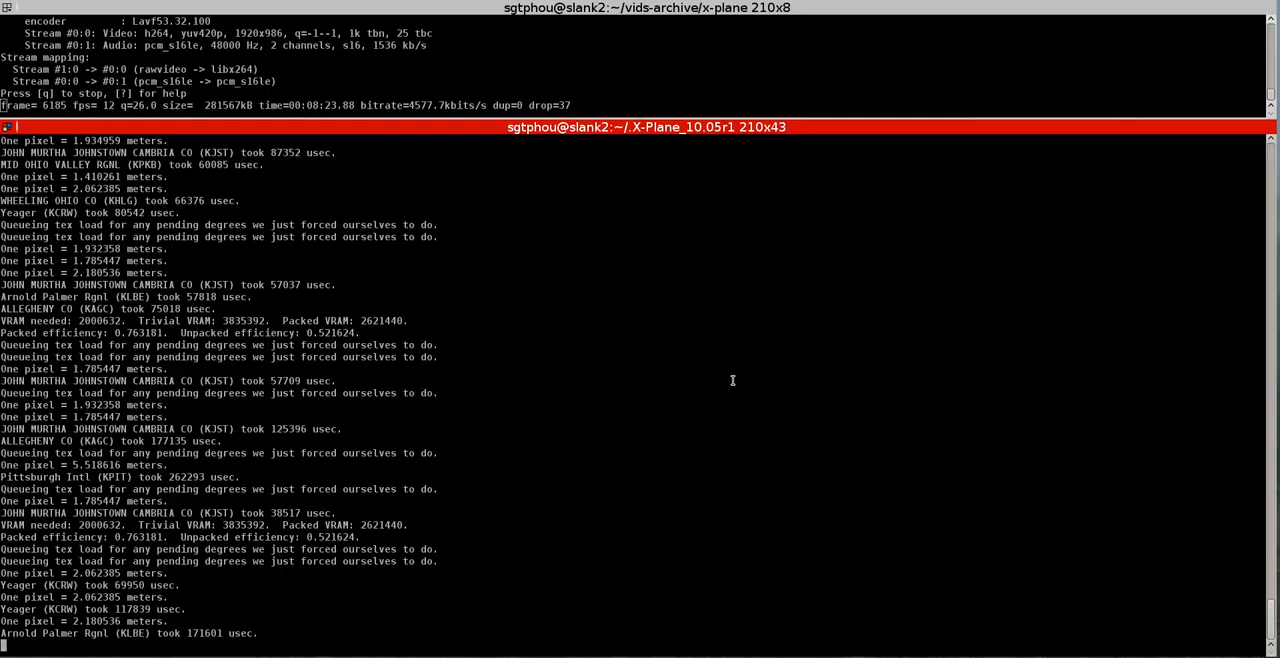 sgtphou@slank2:~/vids-archive/x-plane 210x8
encoder : Lavf53.32.100
Stream #0:0: Video: h264, yuv420p, 1920x986, q=-1--1, 1k tbn, 25 tbc
Stream #0:1: Audio: pcm_s16le, 48000 Hz, 2 channels, s16, 1536 kb/s
Stream mapping:
Stream #1:0 -> #0:0 (rawvideo -> libx264)
Stream #0:0 -> #0:1 (pcm_s16le -> pcm_s16le)
Press [q] to stop, [?] for help
frame= 6185 fps= 12 q=26.0 size= 281567kB time=00:08:23.88 bitrate=4577.7kbits/s dup=0 drop=37
sgtphou@slank2:~/.X-Plane_10.05r1 210x43
One pixel = 1.934959 meters.
JOHN MURTHA JOHNSTOWN CAMBRIA CO (KJST) took 87352 usec.
MID OHIO VALLEY RGNL (KPKB) took 60085 usec.
One pixel = 1.410261 meters.
One pixel = 2.062385 meters.
WHEELING OHIO CO (KHLG) took 66376 usec.
Yeager (KCRW) took 80542 usec.
Queueing tex load for any pending degrees we just forced ourselves to do.
Queueing tex load for any pending degrees we just forced ourselves to do.
One pixel = 1.932358 meters.
One pixel = 1.785447 meters.
One pixel = 2.180536 meters.
JOHN MURTHA JOHNSTOWN CAMBRIA CO (KJST) took 57037 usec.
Arnold Palmer Rgnl (KLBE) took 57818 usec.
ALLEGHENY CO (KAGC) took 75018 usec.
VRAM needed: 2000632. Trivial VRAM: 3835392. Packed VRAM: 2621440.
Packed efficiency: 0.763181. Unpacked efficiency: 0.521624.
Queueing tex load for any pending degrees we just forced ourselves to do.
Queueing tex load for any pending degrees we just forced ourselves to do.
One pixel = 1.785447 meters.
JOHN MURTHA JOHNSTOWN CAMBRIA CO (KJST) took 57709 usec.
Queueing tex load for any pending degrees we just forced ourselves to do.
One pixel = 1.932358 meters.
One pixel = 1.785447 meters.
JOHN MURTHA JOHNSTOWN CAMBRIA CO (KJST) took 125396 usec.
ALLEGHENY CO (KAGC) took 177135 usec.
Queueing tex load for any pending degrees we just forced ourselves to do.
One pixel = 5.518616 meters.
Pittsburgh Intl (KPIT) took 262293 usec.
Queueing tex load for any pending degrees we just forced ourselves to do.
One pixel = 1.785447 meters.
JOHN MURTHA JOHNSTOWN CAMBRIA CO (KJST) took 38517 usec.
VRAM needed: 2000632. Trivial VRAM: 3835392. Packed VRAM: 2621440.
Packed efficiency: 0.763181. Unpacked efficiency: 0.521624.
Queueing tex load for any pending degrees we just forced ourselves to do.
Queueing tex load for any pending degrees we just forced ourselves to do.
One pixel = 2.062385 meters.
Yeager (KCRW) took 69950 usec.
One pixel = 2.062385 meters.
Yeager (KCRW) took 117839 usec.
One pixel = 2.180536 meters.
Arnold Palmer Rgnl (KLBE) took 171601 usec.